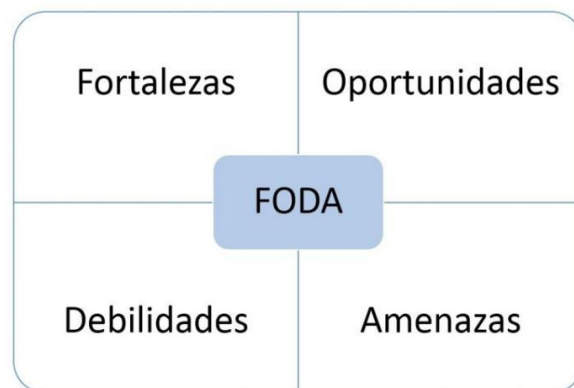 Fortalezas
Oportunidades
FODA
Debilidades
Amenazas